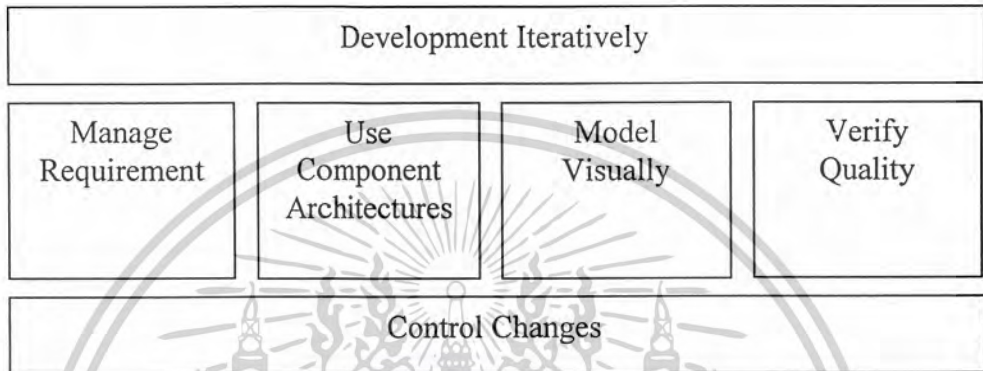 Development Iteratively
Manage
Requirement
Use
Component
Architectures
Model
Visually
Verify
Quality
Control Changes